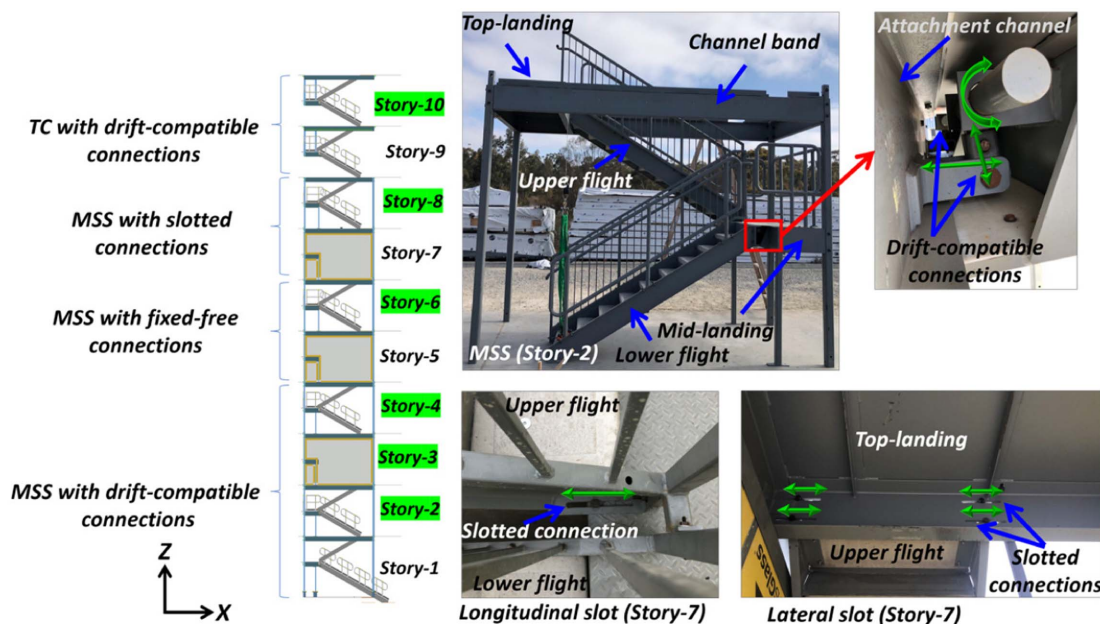 TC with drift-compatible
connections
MSS with slotted
connections
MSS with fixed-free
connections
MSS with drift-compatible
connections
Z
X
Story-10
Story-9
Story-8
Story-7
Story-6
Story-5
Story-4
Story-3
Story-2
Story-1
Top-landing
Channel band
Upper flight
Mid-landing
Lower flight
MSS (Story-2)
Attachment channel
Drift-compatible
connections
Upper flight
Slotted connection
Lower flight
Longitudinal slot (Story-7)
Top-landing
Upper flight
Slotted
connections
Lateral slot (Story-7)